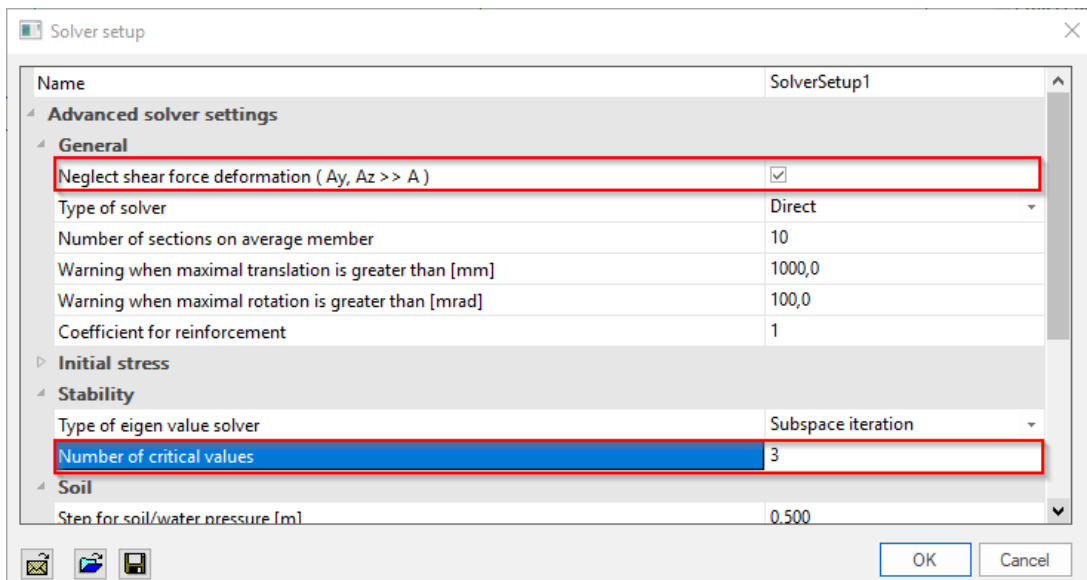 Solver setup
Name SolverSetup1
Advanced solver settings
General
Neglect shear force deformation ( Ay, Az >> A )
Type of solver Direct
Number of sections on average member 10
Warning when maximal translation is greater than [mm] 1000,0
Warning when maximal rotation is greater than [mrad] 100,0
Coefficient for reinforcement 1
Initial stress
Stability
Type of eigen value solver Subspace iteration
Number of critical values 3
Soil
Step for soil/water pressure [m] 0.500
OK Cancel